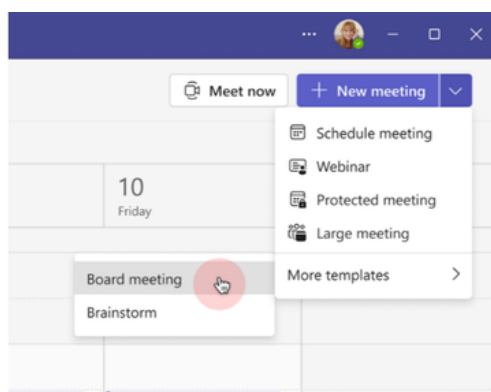 Meet now
New meeting
Schedule meeting
Webinar
Protected meeting
Large meeting
More templates
10
Friday
Board meeting
Brainstorm